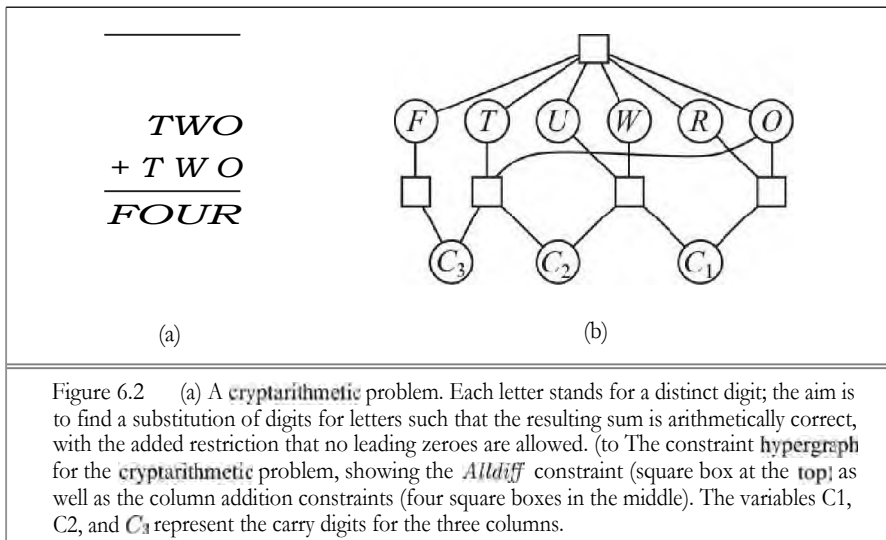 TWO
+ T W O
FOUR
F T U W R O
C3 C2 C1
(a) (b)
Figure 6.2 (a) A cryptarithmetic problem. Each letter stands for a distinct digit; the aim is
to find a substitution of digits for letters such that the resulting sum is arithmetically correct,
with the added restriction that no leading zeroes are allowed. (to The constraint hypergraph
for the cryptarithmetic problem, showing the Alldiff constraint (square box at the top; as
well as the column addition constraints (four square boxes in the middle). The variables C1,
C2, and C3 represent the carry digits for the three columns.